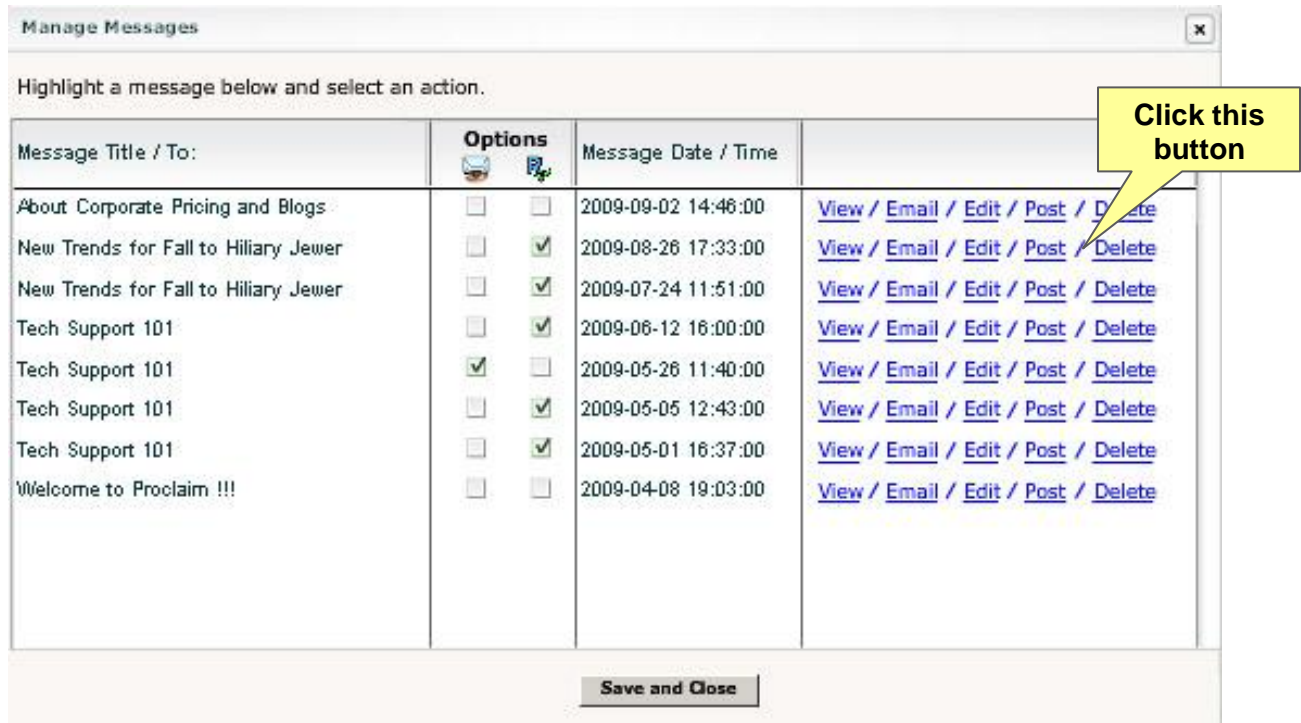 Manage Messages
Highlight a message below and select an action.
Click this
button
Message Title / To: Options Message Date / Time
About Corporate Pricing and Blogs 2009-09-02 14:46:00 View / Email / Edit / Post / Delete
New Trends for Fall to Hiliary Jewer 2009-08-26 17:33:00 View / Email / Edit / Post / Delete
New Trends for Fall to Hiliary Jewer 2009-07-24 11:51:00 View / Email / Edit / Post / Delete
Tech Support 101 2009-06-12 16:00:00 View / Email / Edit / Post / Delete
Tech Support 101 2009-05-26 11:40:00 View / Email / Edit / Post / Delete
Tech Support 101 2009-05-05 12:43:00 View / Email / Edit / Post / Delete
Tech Support 101 2009-05-01 16:37:00 View / Email / Edit / Post / Delete
Welcome to Proclaim !!! 2009-04-08 19:03:00 View / Email / Edit / Post / Delete
Save and Close